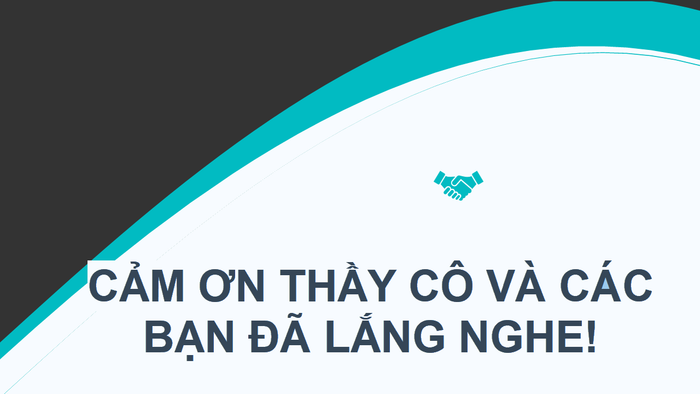 CẢM ƠN THẦY CÔ VÀ CÁC
BẠN ĐÃ LẮNG NGHE!